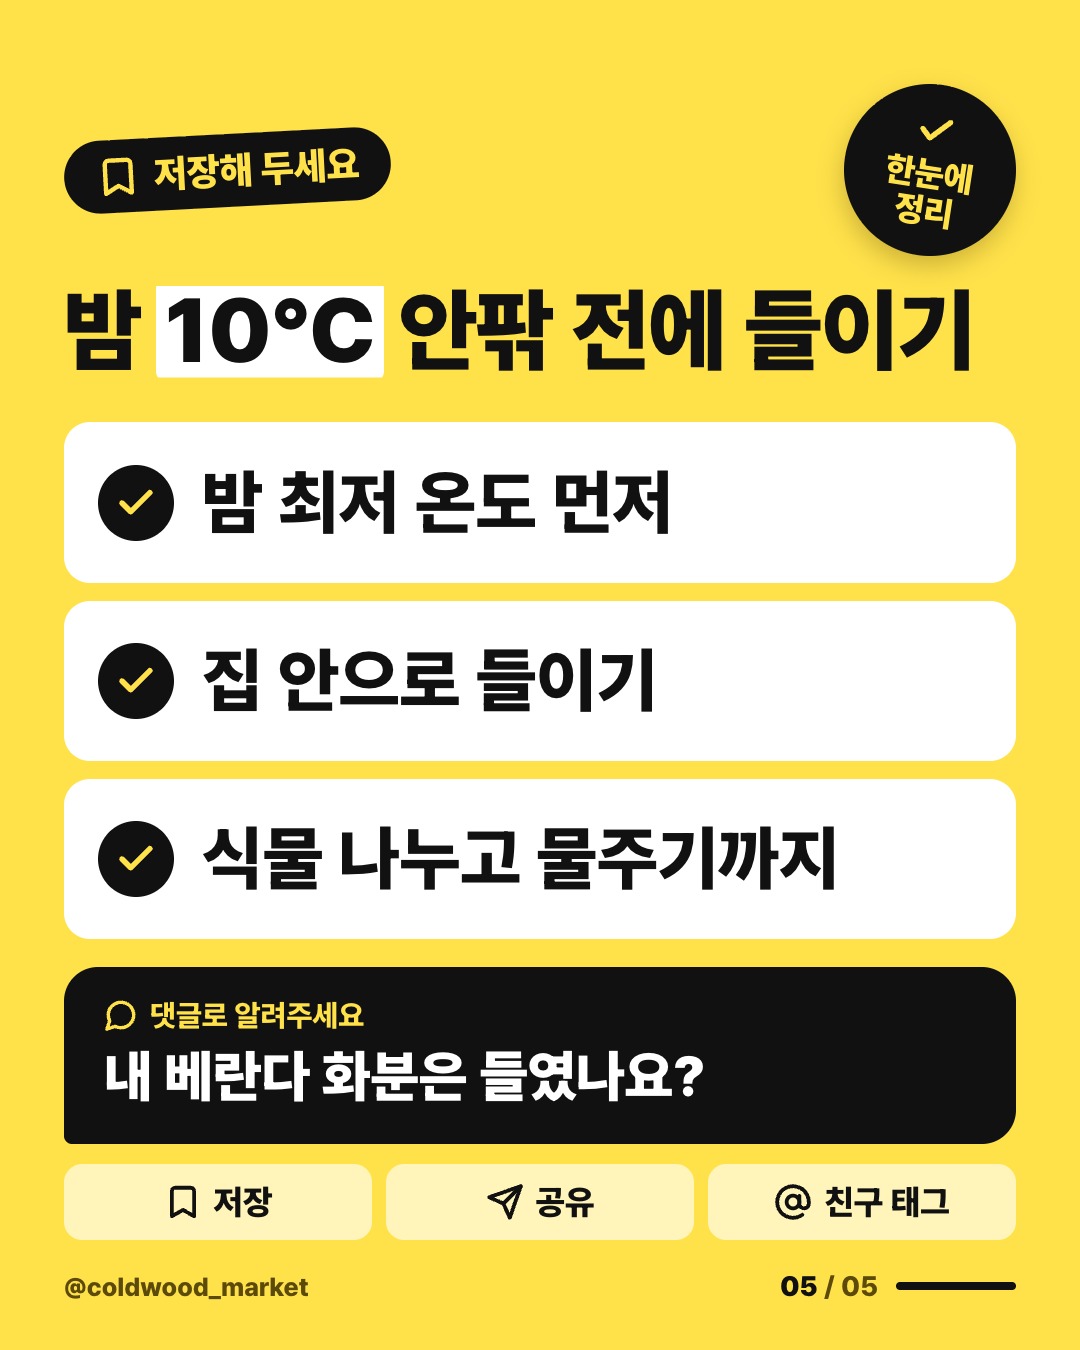 저장해 두세요
한눈에
정리
밤 10°C 안팎 전에 들이기
밤 최저 온도 먼저
집 안으로 들이기
식물 나누고 물주기까지
댓글로 알려주세요
내 베란다 화분은 들였나요?
저장
공유
친구 태그
@coldwood_market
05 / 05